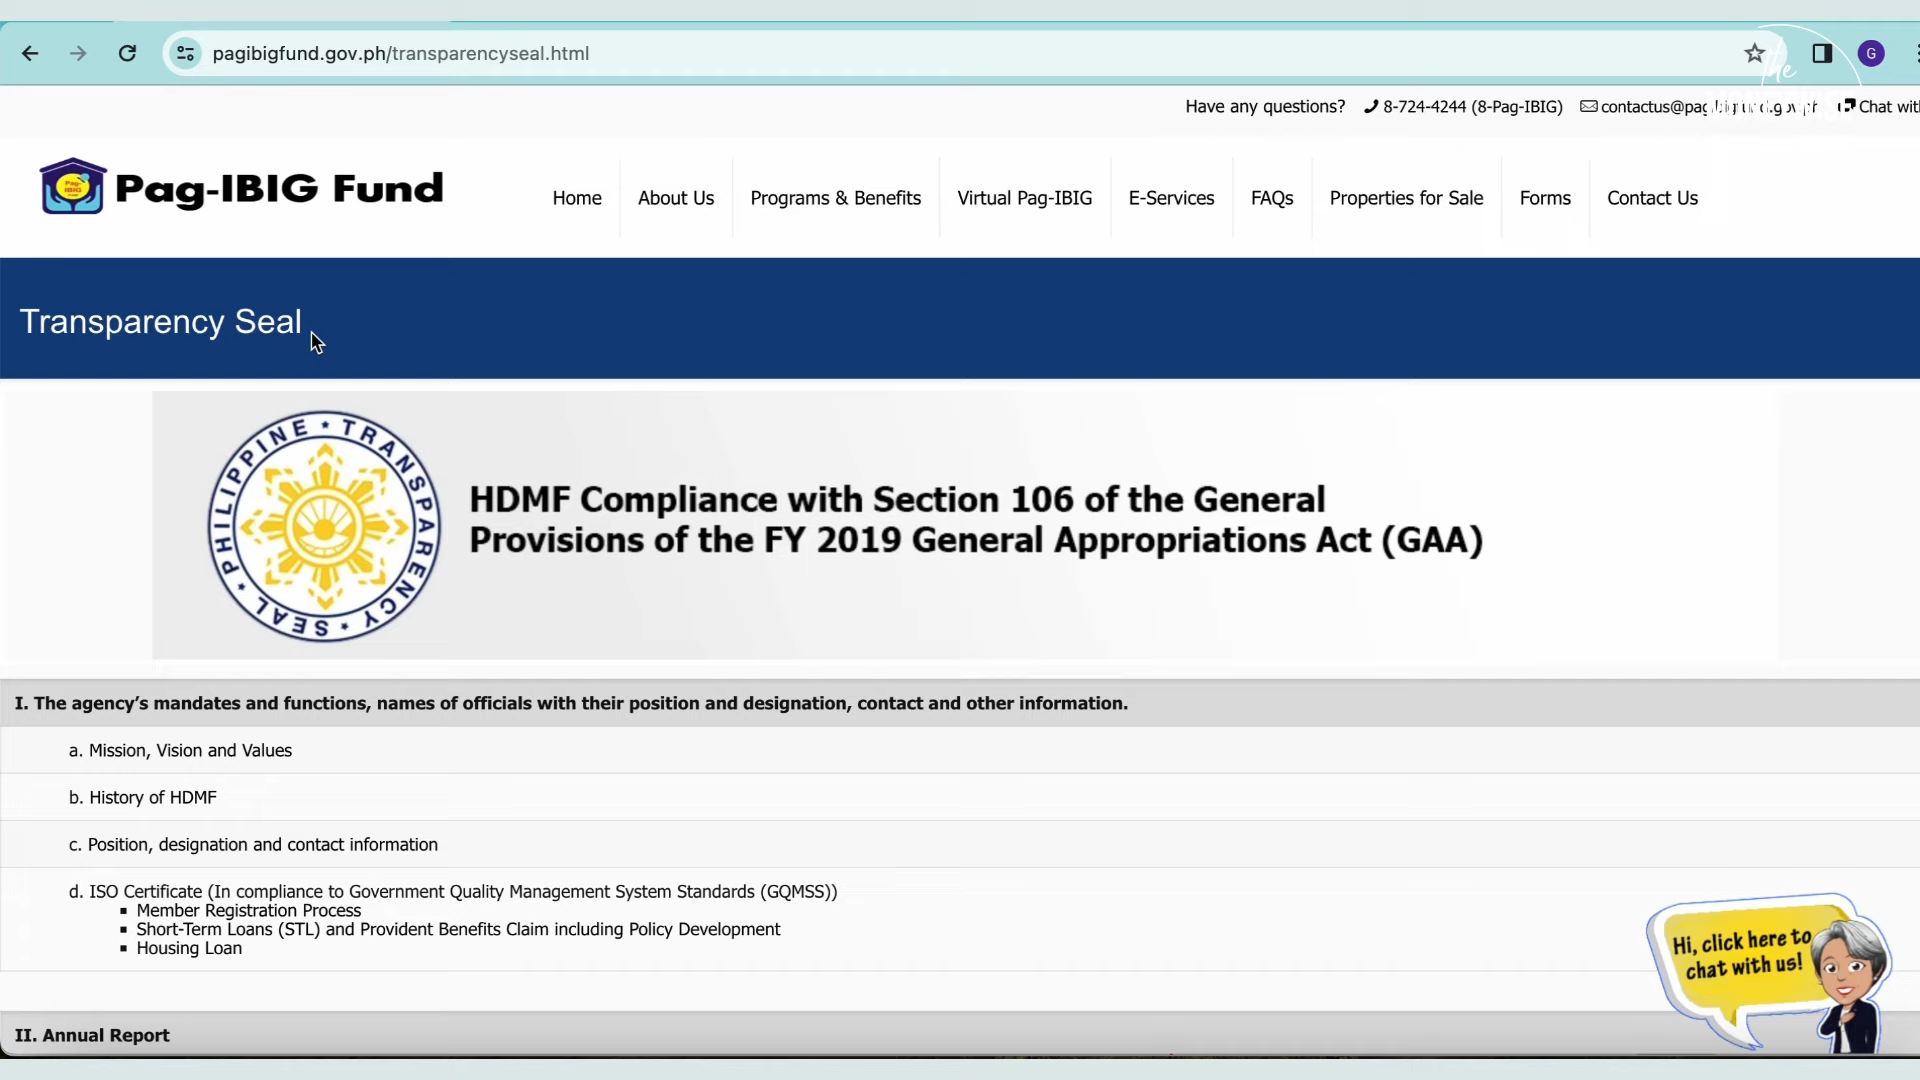 pagibigfund.gov.ph/transparencyseal.html
G
the
MONEYWISE
Have any questions? 8-724-4244 (8-Pag-IBIG) Chat with
Pag-IBIG Fund
Home About Us Programs & Benefits Virtual Pag-IBIG E-Services FAQs Properties for Sale Forms Contact Us
Transparency Seal
PHILIPPINE * TRANSPARENCY * SEAL *
HDMF Compliance with Section 106 of the General
Provisions of the FY 2019 General Appropriations Act (GAA)
I. The agency’s mandates and functions, names of officials with their position and designation, contact and other information.
a. Mission, Vision and Values
b. History of HDMF
c. Position, designation and contact information
d. ISO Certificate (In compliance to Government Quality Management System Standards (GQMSS))
▪ Member Registration Process
▪ Short-Term Loans (STL) and Provident Benefits Claim including Policy Development
▪ Housing Loan
Hi, click here to
chat with us!
II. Annual Report